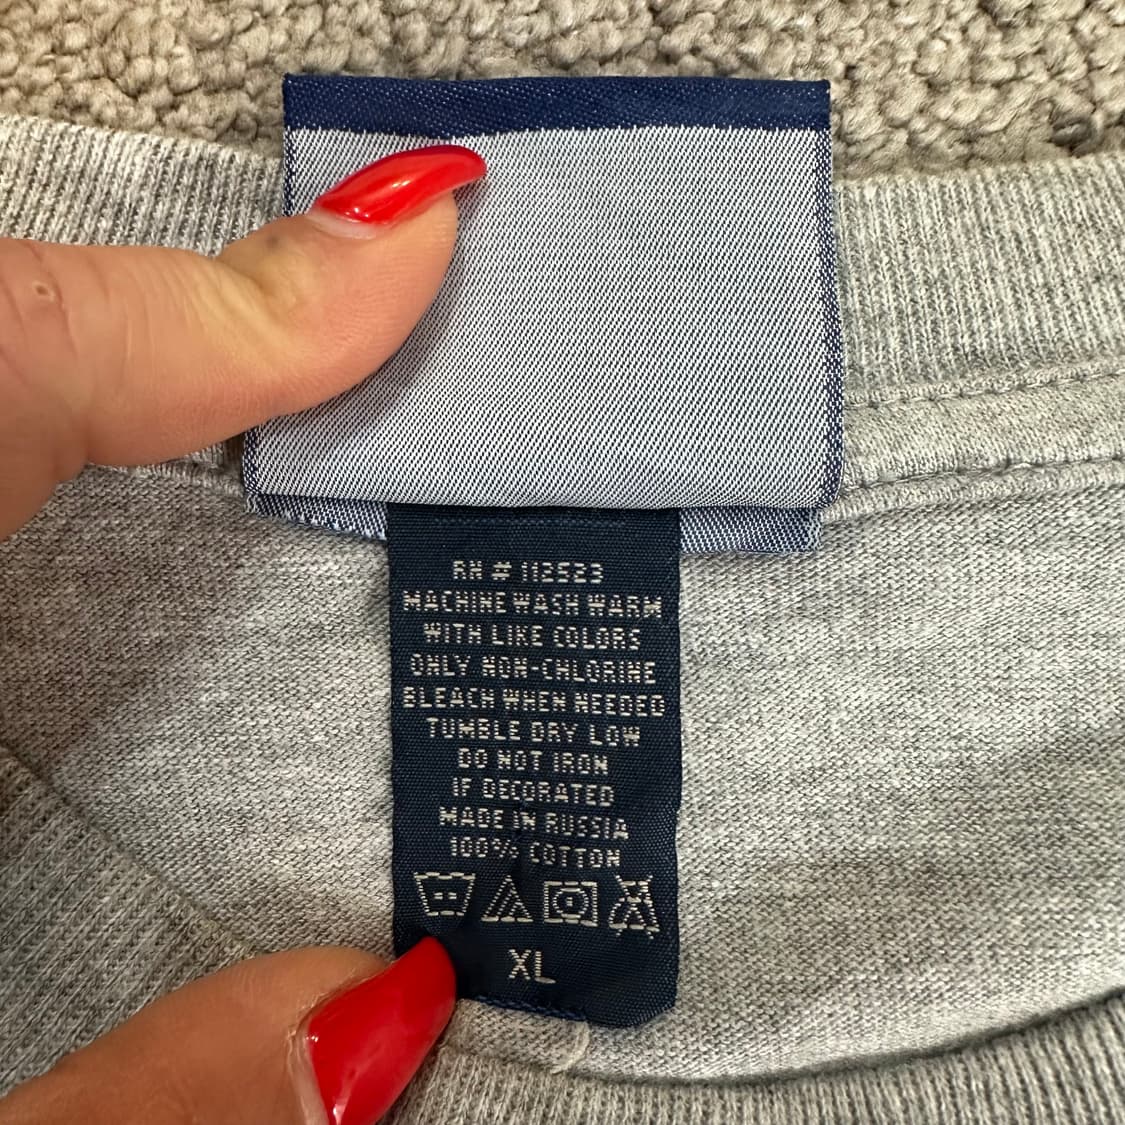 RN # 112523
MACHINE WASH WARM
WITH LIKE COLORS
ONLY NON-CHLORINE
BLEACH WHEN NEEDED
TUMBLE DRY LOW
DO NOT IRON
IF DECORATED
MADE IN RUSSIA
100% COTTON
XL